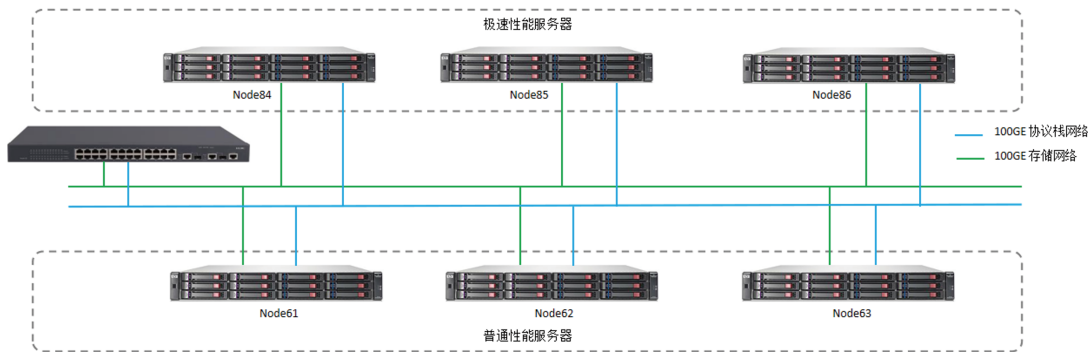 极速性能服务器
Node84
Node85
Node86
100GE 协议栈网络
100GE 存储网络
Node61
Node62
Node63
普通性能服务器